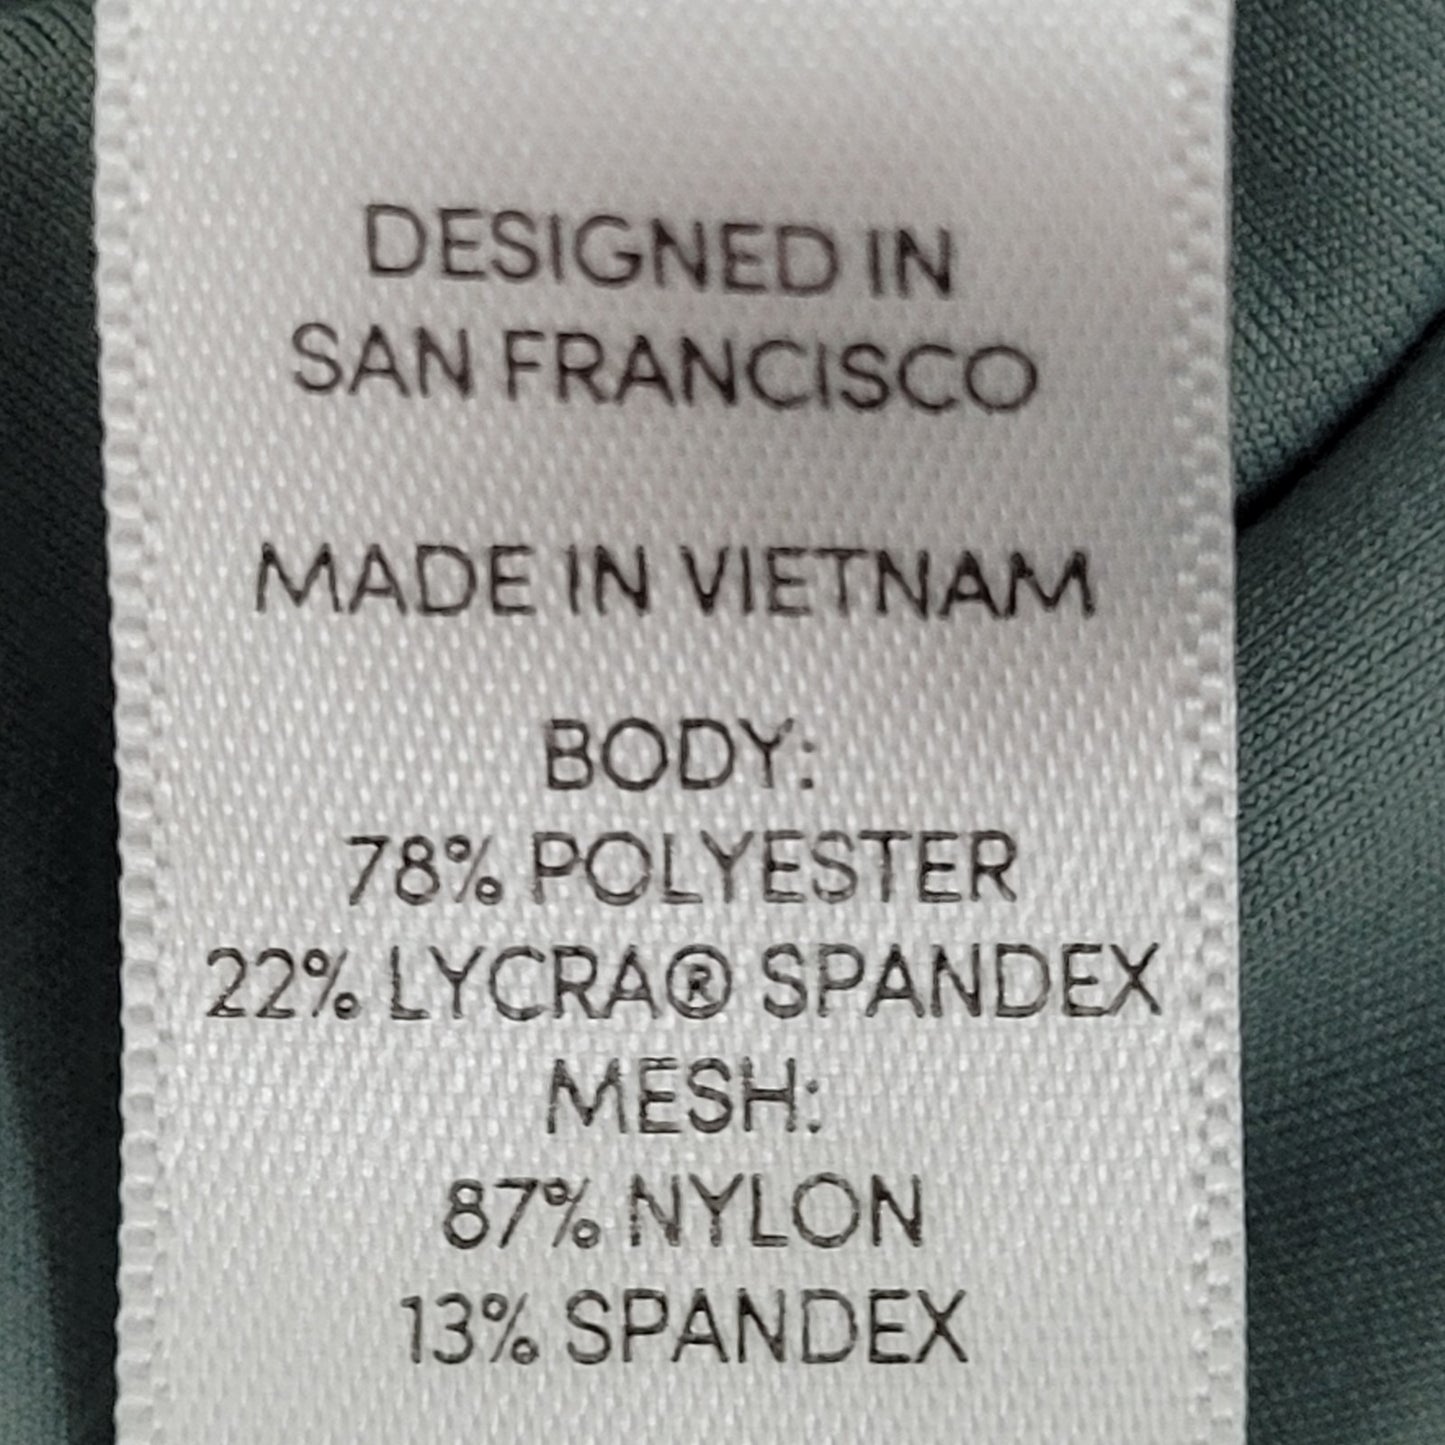 DESIGNED IN
SAN FRANCISCO
MADE IN VIETNAM
BODY:
78% POLYESTER
22% LYCRA® SPANDEX
MESH:
87% NYLON
13% SPANDEX